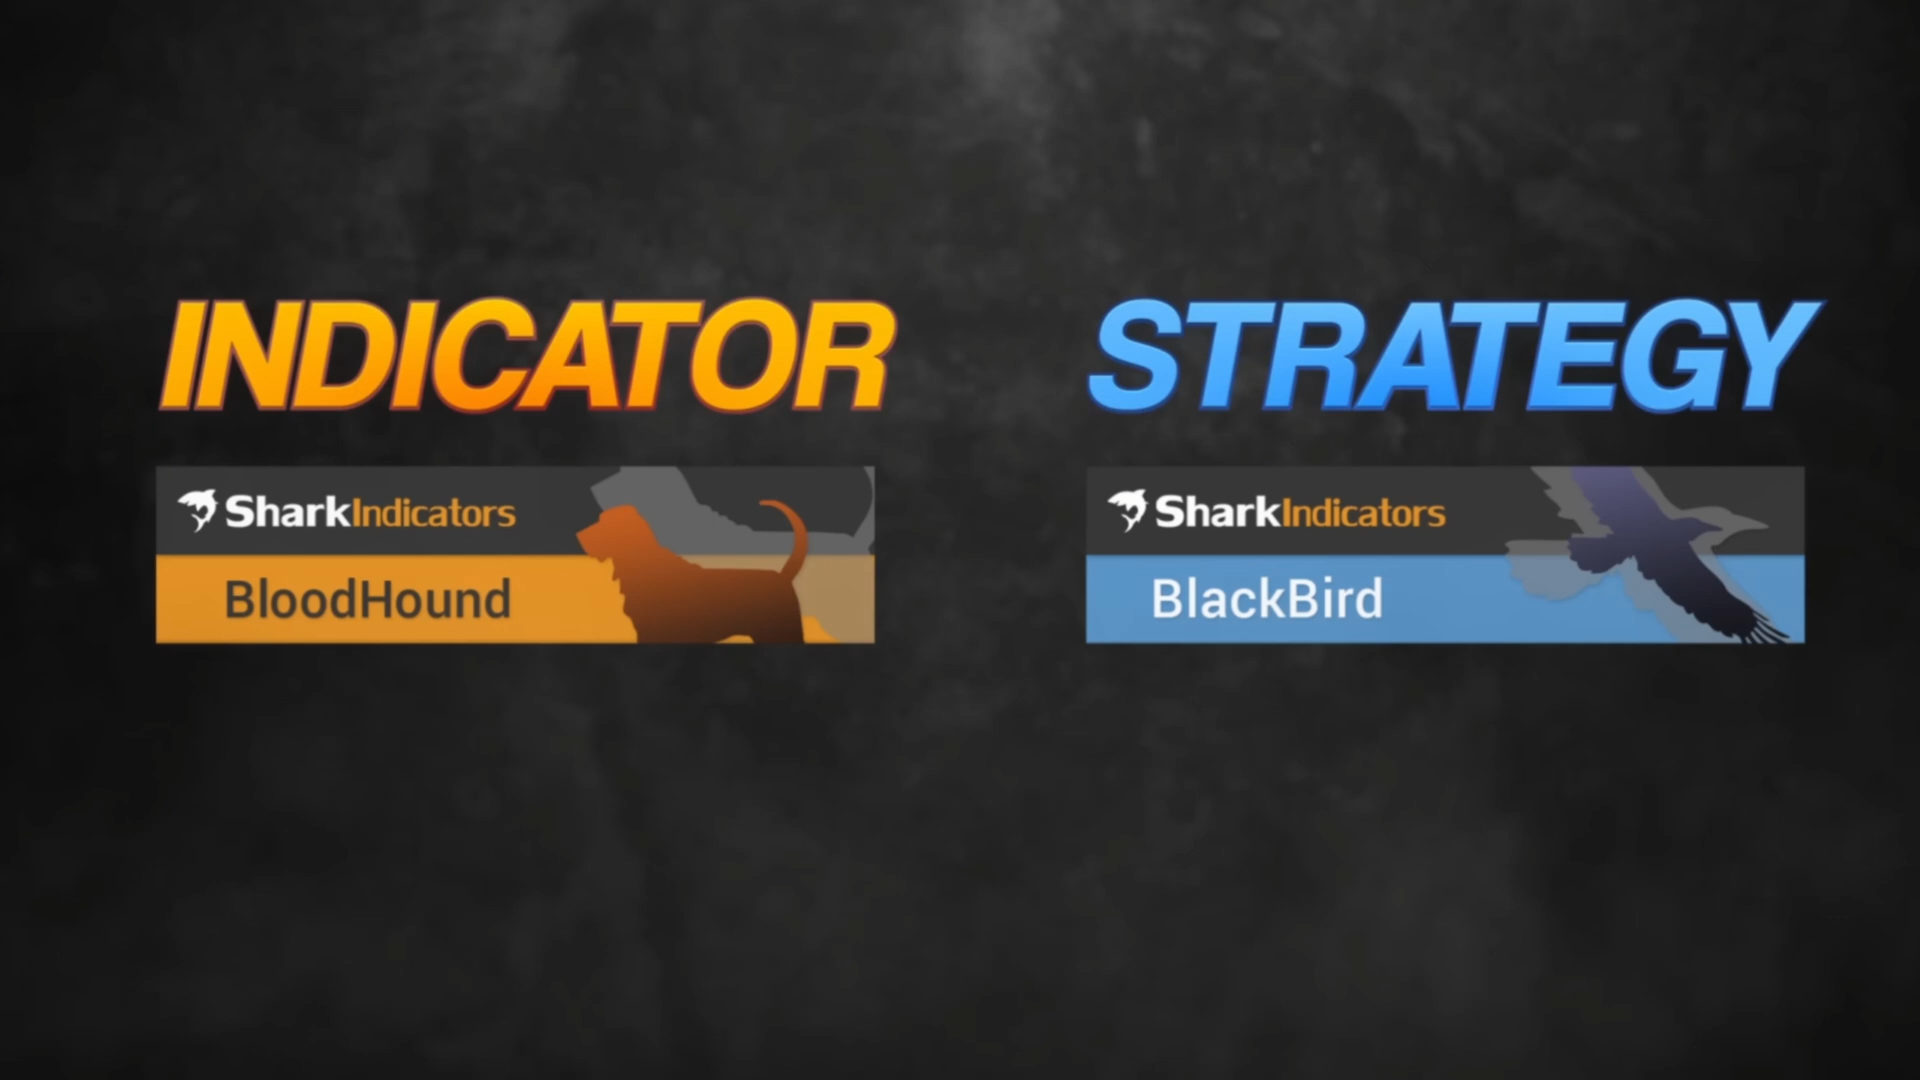 INDICATOR
SharkIndicators
BloodHound
STRATEGY
SharkIndicators
BlackBird